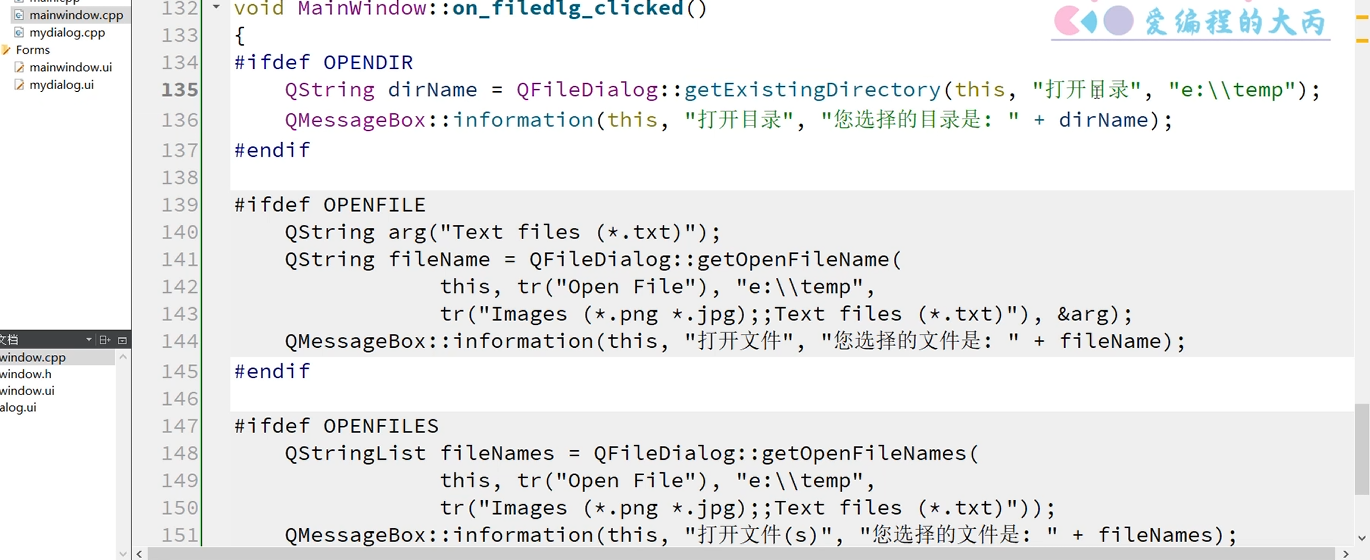 mainwindow.cpp
mydialog.cpp
Forms
mainwindow.ui
mydialog.ui
文档
window.cpp
window.h
window.ui
alog.ui
爱编程的大丙
132 void MainWindow::on_filedlg_clicked()
133 {
134 #ifdef OPENDIR
135 QString dirName = QFileDialog::getExistingDirectory(this, "打开目录", "e:\\temp");
136 QMessageBox::information(this, "打开目录", "您选择的目录是: " + dirName);
137 #endif
138
139 #ifdef OPENFILE
140 QString arg("Text files (*.txt)");
141 QString fileName = QFileDialog::getOpenFileName(
142 this, tr("Open File"), "e:\\temp",
143 tr("Images (*.png *.jpg);;Text files (*.txt)"), &arg);
144 QMessageBox::information(this, "打开文件", "您选择的文件是: " + fileName);
145 #endif
146
147 #ifdef OPENFILES
148 QStringList fileNames = QFileDialog::getOpenFileNames(
149 this, tr("Open File"), "e:\\temp",
150 tr("Images (*.png *.jpg);;Text files (*.txt)"));
151 QMessageBox::information(this, "打开文件(s)", "您选择的文件是: " + fileNames);